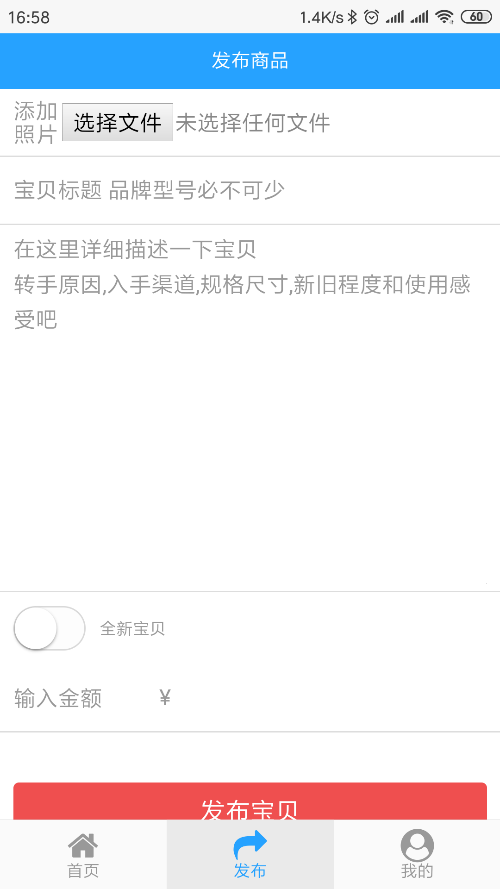 16:58 1.4K/s 60
发布商品
添加
照片 选择文件 未选择任何文件
宝贝标题 品牌型号必不可少
在这里详细描述一下宝贝
转手原因,入手渠道,规格尺寸,新旧程度和使用感
受吧
全新宝贝
输入金额 ¥
发布宝贝
首页 发布 我的